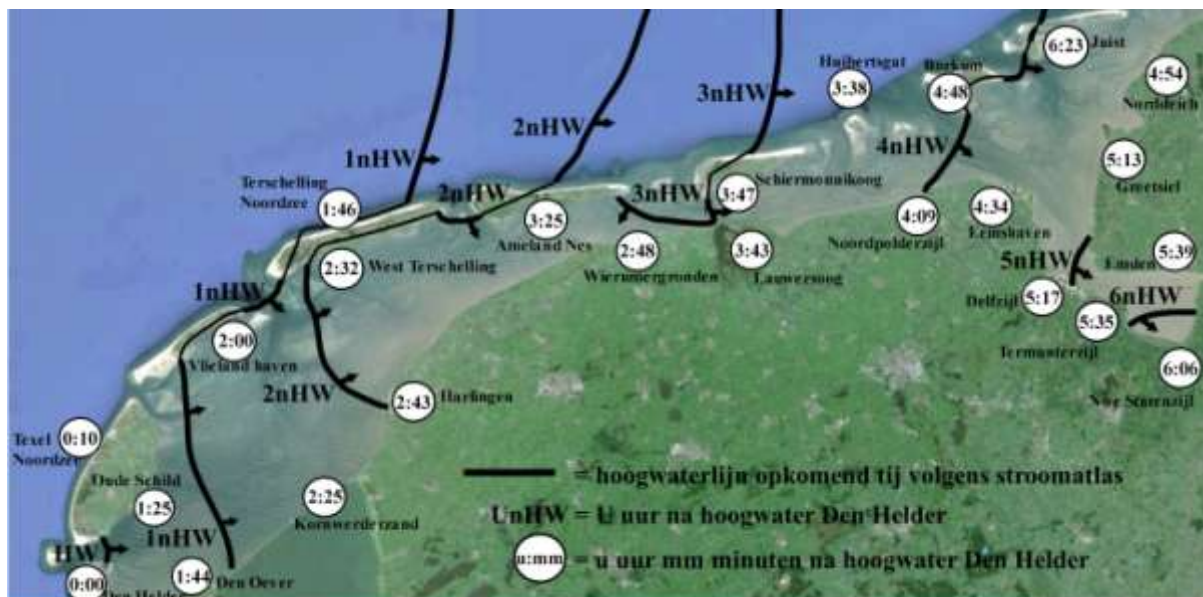 6:23 Juist
4:54
Norddeich
Huibertsgat
3:38
Borkum
4:48
3nHW
2nHW
1nHW
4nHW
5:13
Greetsiel
Terschelling
Noordzee
1:46
2nHW
3nHW
Schiermonnikoog
3:47
3:25
Ameland Nes
2:48
Wierumergronden
3:43
Lauwersoog
4:09
Noordpolderzijl
4:34
Eemshaven
2:32 West Terschelling
1nHW
5nHW
Emden
5:39
Delfzijl
5:17
6nHW
5:35
Termunterzijl
2:00
Vlieland haven
6:06
Nwe Statenzijl
2nHW
2:43 Harlingen
Texel
Noordzee
0:10
Oude Schild
1:25
2:25
Kornwerderzand
1nHW
HW
0:00
Den Helder
1:44 Den Oever
= hoogwaterlijn opkomend tij volgens stroomatlas
UnHW = U uur na hoogwater Den Helder
u:mm = u uur mm minuten na hoogwater Den Helder